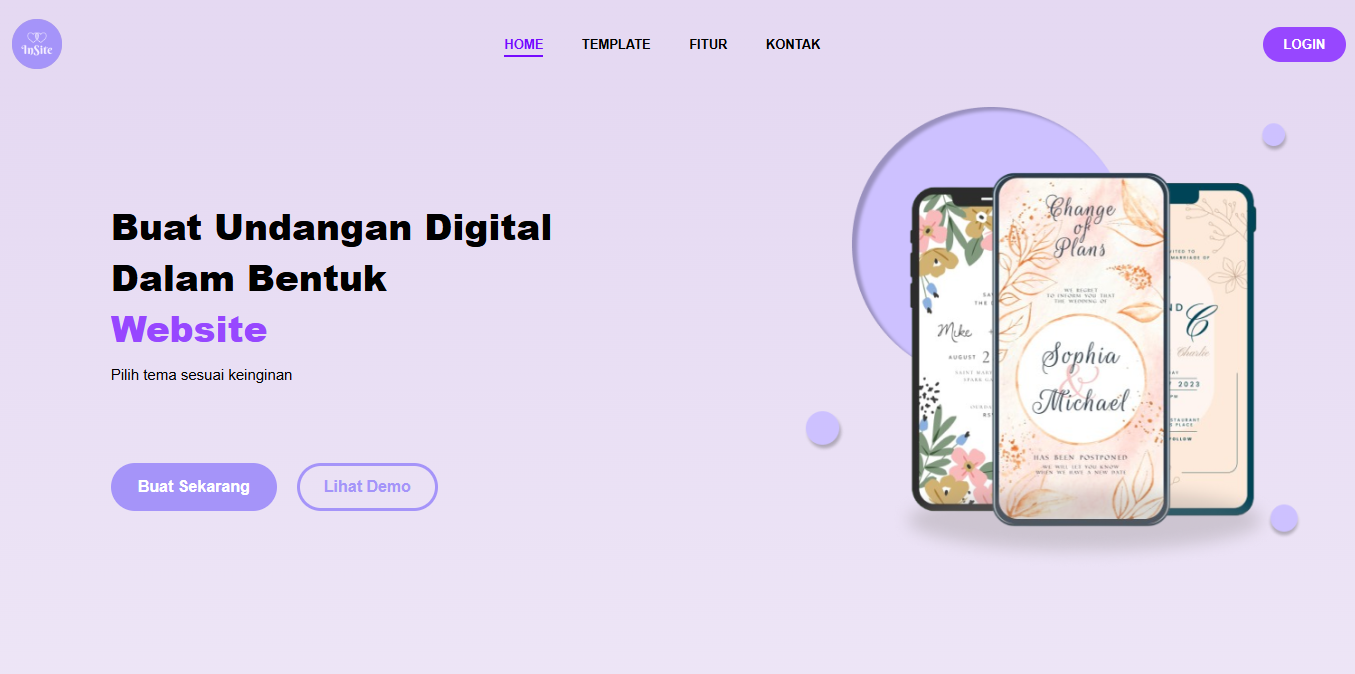 InSite
HOME
TEMPLATE
FITUR
KONTAK
LOGIN
Buat Undangan Digital
Dalam Bentuk
Website
Pilih tema sesuai keinginan
Buat Sekarang
Lihat Demo
Mike
AUGUST 2
Change
of
Plans
WE REGRET
TO INFORM YOU THAT
THE WEDDING OF
Sophia
&
Michael
HAS BEEN POSTPONED
WE WILL LET YOU KNOW
WHEN WE HAVE A NEW DATE
C
Charlie
2023